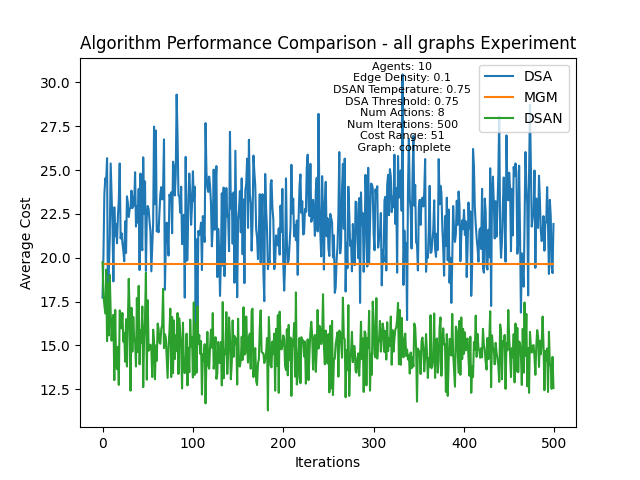 Algorithm Performance Comparison - all graphs Experiment
Agents: 10
Edge Density: 0.1
DSAN Temperature: 0.75
DSA Threshold: 0.75
Num Actions: 8
Num Iterations: 500
Cost Range: 51
Graph: complete
DSA
MGM
DSAN
Average Cost
30.0
27.5
25.0
22.5
20.0
17.5
15.0
12.5
0 100 200 300 400 500
Iterations